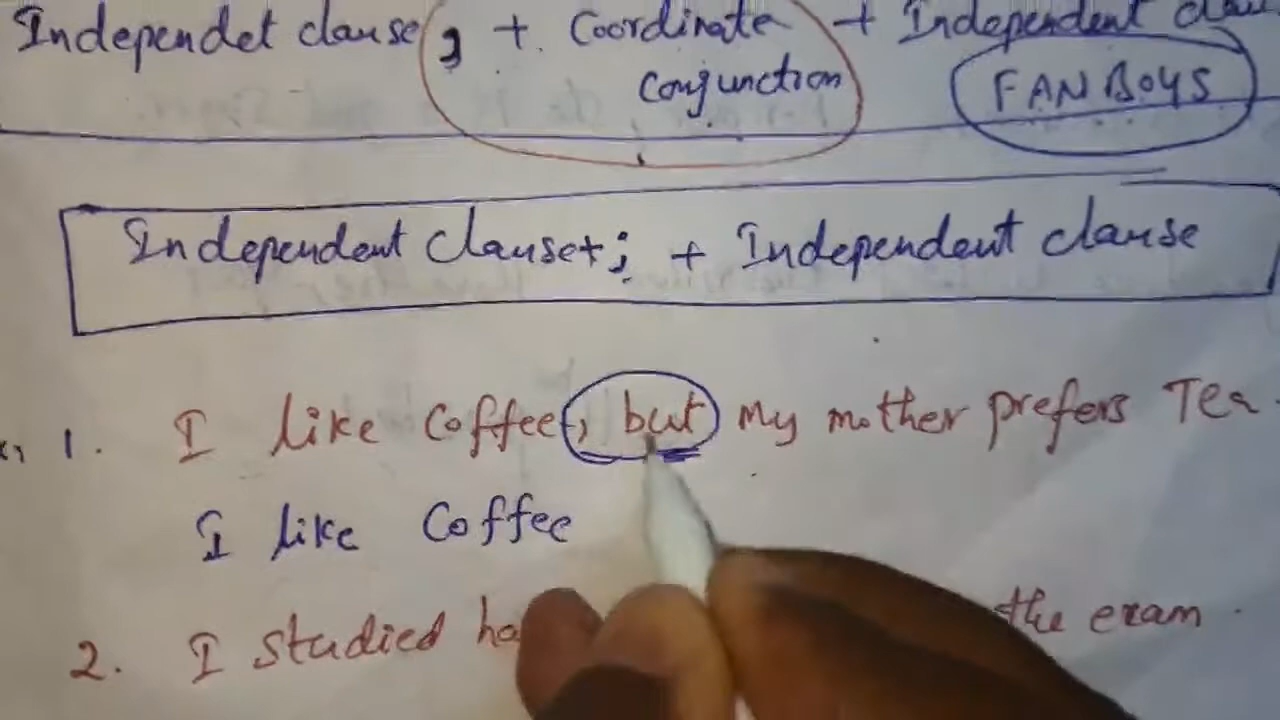 Independet clause, + Coordinate + Independent clau
Conjunction FANBOYS
Independent Clause+; + Independent clause
1. I like Coffee, but My mother prefers Tea.
I like Coffee
2. I studied ha the exam.